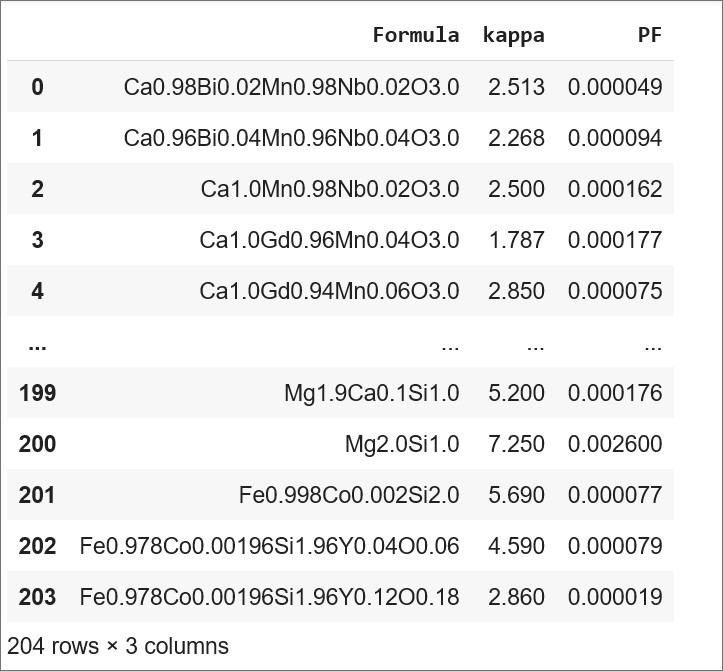 Formula kappa PF
0 Ca0.98Bi0.02Mn0.98Nb0.02O3.0 2.513 0.000049
1 Ca0.96Bi0.04Mn0.96Nb0.04O3.0 2.268 0.000094
2 Ca1.0Mn0.98Nb0.02O3.0 2.500 0.000162
3 Ca1.0Gd0.96Mn0.04O3.0 1.787 0.000177
4 Ca1.0Gd0.94Mn0.06O3.0 2.850 0.000075
... ... ... ...
199 Mg1.9Ca0.1Si1.0 5.200 0.000176
200 Mg2.0Si1.0 7.250 0.002600
201 Fe0.998Co0.002Si2.0 5.690 0.000077
202 Fe0.978Co0.00196Si1.96Y0.04O0.06 4.590 0.000079
203 Fe0.978Co0.00196Si1.96Y0.12O0.18 2.860 0.000019
204 rows × 3 columns